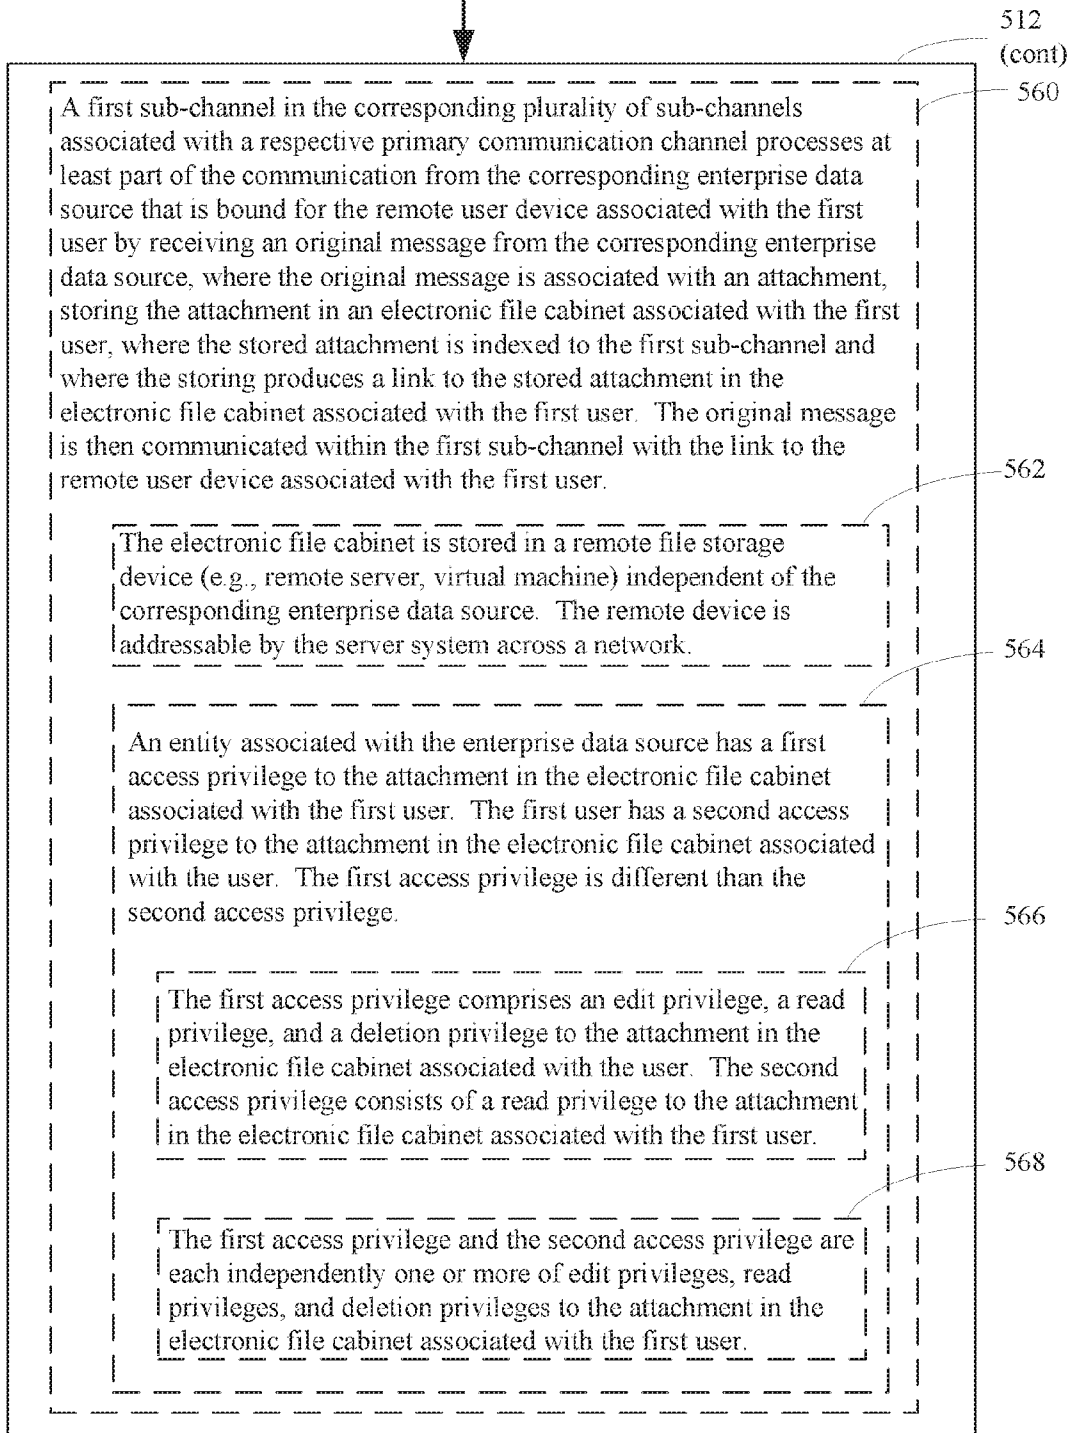 512
(cont)
560
A first sub-channel in the corresponding plurality of sub-channels
associated with a respective primary communication channel processes at
least part of the communication from the corresponding enterprise data
source that is bound for the remote user device associated with the first
user by receiving an original message from the corresponding enterprise
data source, where the original message is associated with an attachment,
storing the attachment in an electronic file cabinet associated with the first
user, where the stored attachment is indexed to the first sub-channel and
where the storing produces a link to the stored attachment in the
electronic file cabinet associated with the first user. The original message
is then communicated within the first sub-channel with the link to the
remote user device associated with the first user.
562
The electronic file cabinet is stored in a remote file storage
device (e.g., remote server, virtual machine) independent of the
corresponding enterprise data source. The remote device is
addressable by the server system across a network.
564
An entity associated with the enterprise data source has a first
access privilege to the attachment in the electronic file cabinet
associated with the first user. The first user has a second access
privilege to the attachment in the electronic file cabinet associated
with the user. The first access privilege is different than the
second access privilege.
566
The first access privilege comprises an edit privilege, a read
privilege, and a deletion privilege to the attachment in the
electronic file cabinet associated with the user. The second
access privilege consists of a read privilege to the attachment
in the electronic file cabinet associated with the first user.
568
The first access privilege and the second access privilege are
each independently one or more of edit privileges, read
privileges, and deletion privileges to the attachment in the
electronic file cabinet associated with the first user.